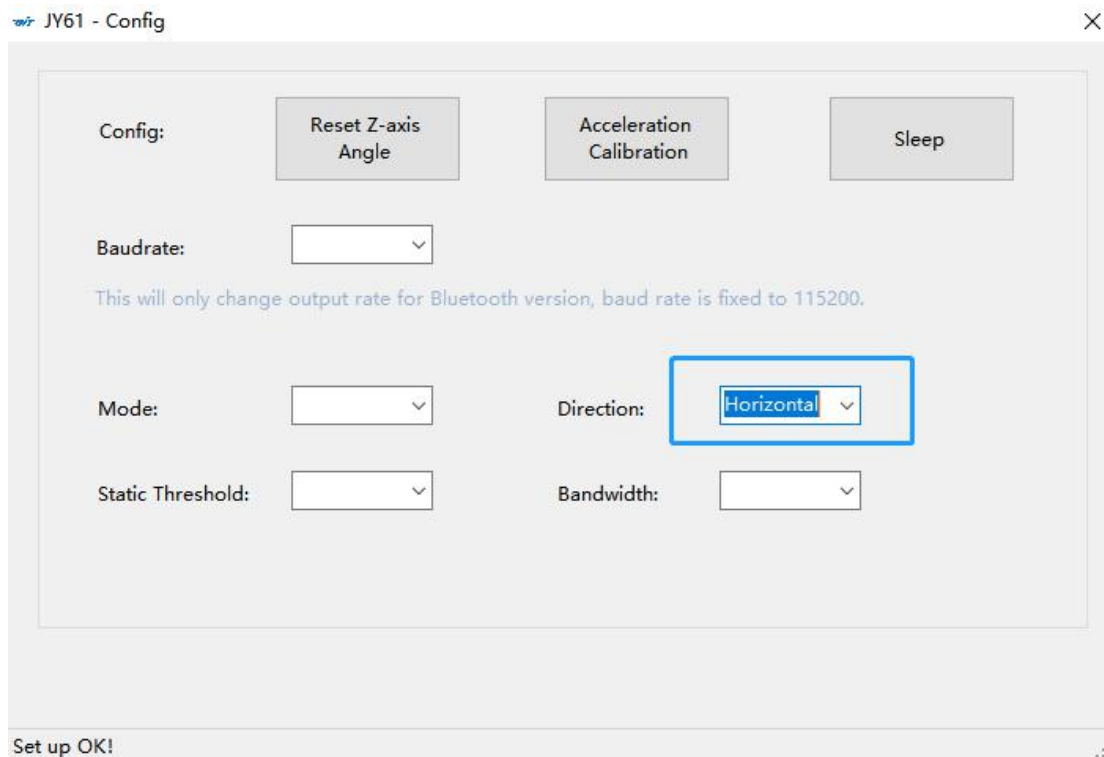 wit JY61 - Config
Config:
Reset Z-axis
Angle
Acceleration
Calibration
Sleep
Baudrate:
This will only change output rate for Bluetooth version, baud rate is fixed to 115200.
Mode:
Direction:
Horizontal
Static Threshold:
Bandwidth:
Set up OK!